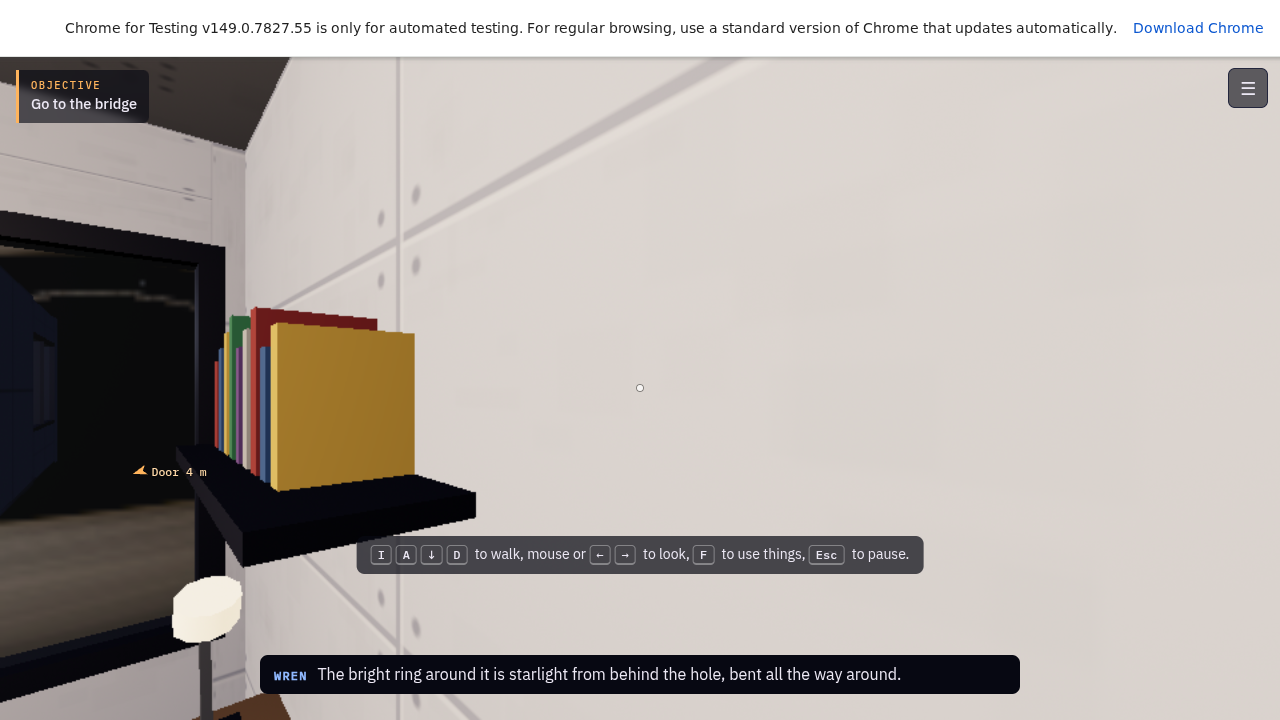 Chrome for Testing v149.0.7827.55 is only for automated testing. For regular browsing, use a standard version of Chrome that updates automatically. Download Chrome
OBJECTIVE
Go to the bridge
☰
Door 4 m
I A ↓ D to walk, mouse or ← → to look, F to use things, Esc to pause.
WREN The bright ring around it is starlight from behind the hole, bent all the way around.